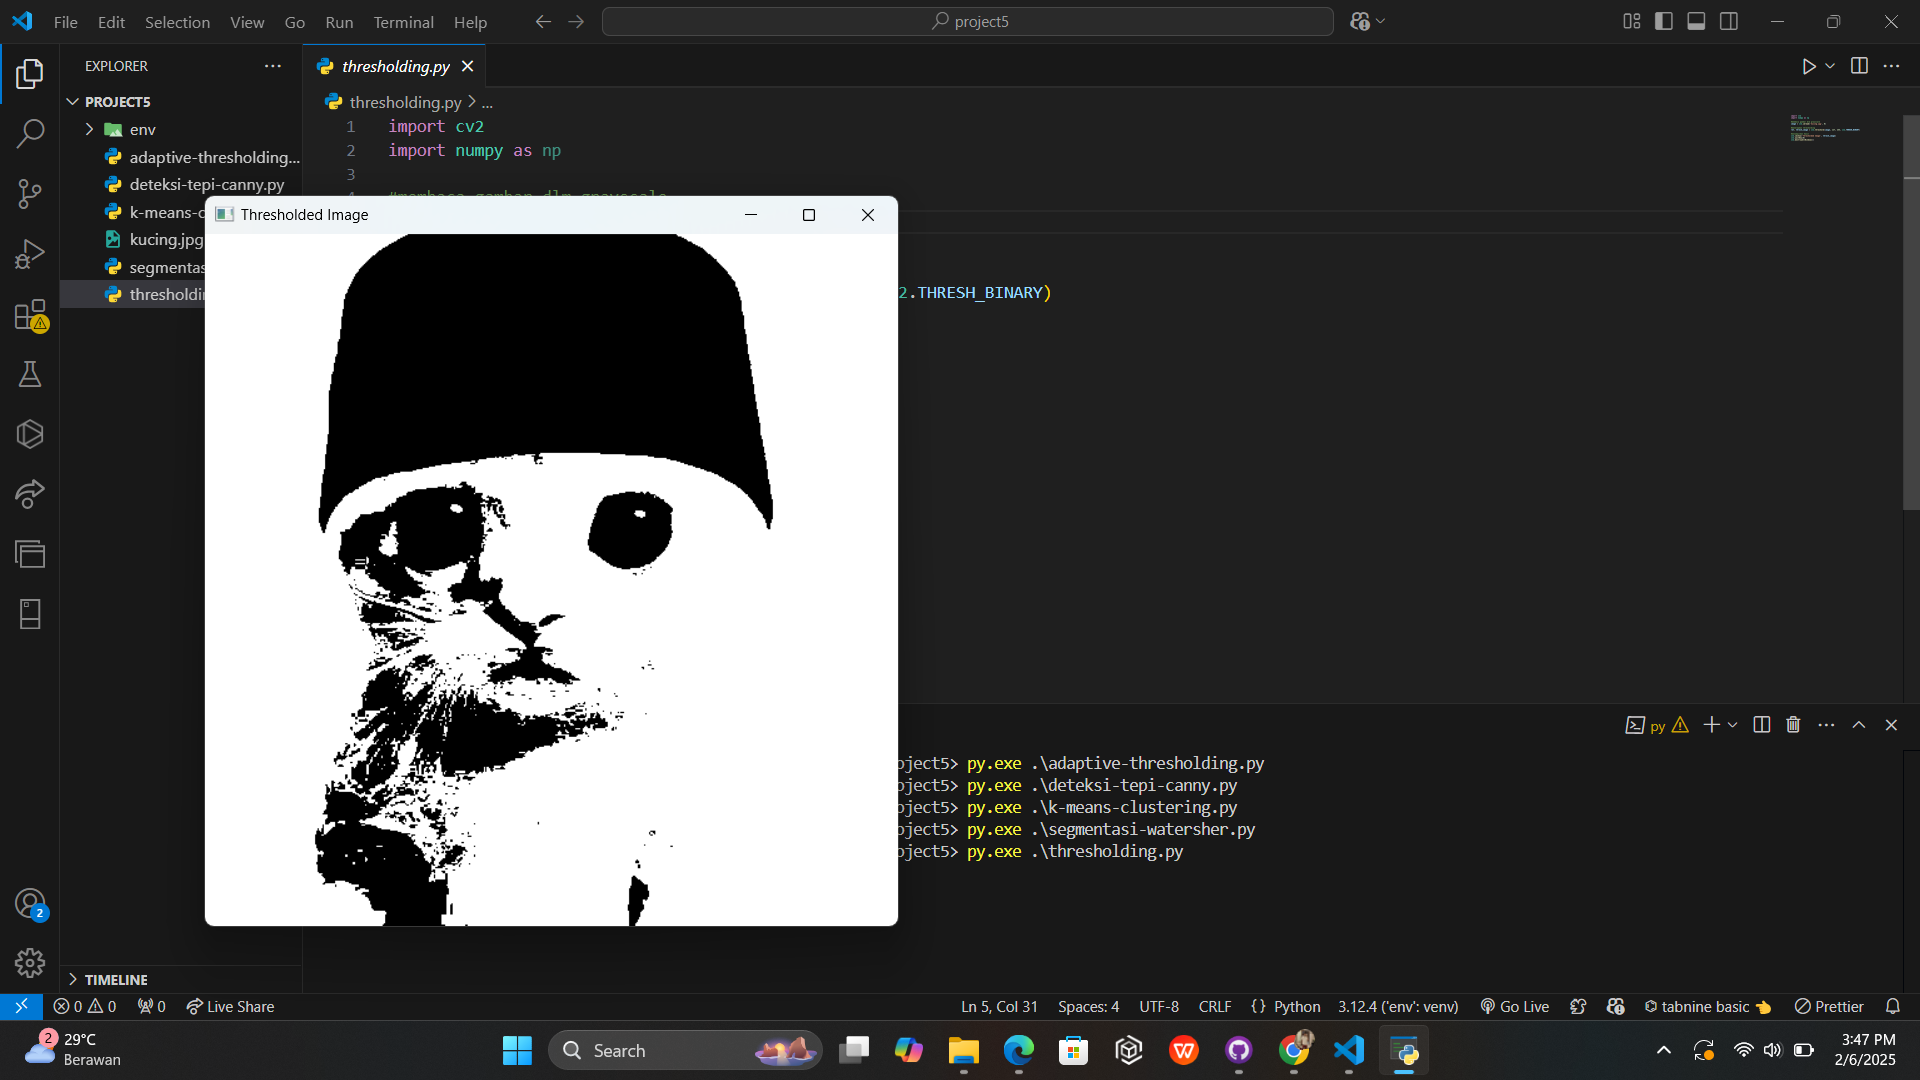 File Edit Selection View Go Run Terminal Help
project5
EXPLORER
thresholding.py
PROJECT5
thresholding.py > ...
env
adaptive-thresholding...
deteksi-tepi-canny.py
k-means-c
kucing.jpg
segmentas
thresholdin
1 import cv2
2 import numpy as np
3
Thresholded Image
2.THRESH_BINARY)
py
oject5> py.exe .\adaptive-thresholding.py
oject5> py.exe .\deteksi-tepi-canny.py
oject5> py.exe .\k-means-clustering.py
oject5> py.exe .\segmentasi-watersher.py
oject5> py.exe .\thresholding.py
2
TIMELINE
0 0 0 Live Share
Ln 5, Col 31 Spaces: 4 UTF-8 CRLF {} Python 3.12.4 ('env': venv) Go Live tabnine basic Prettier
2
29°C
Berawan
Search
3:47 PM
2/6/2025